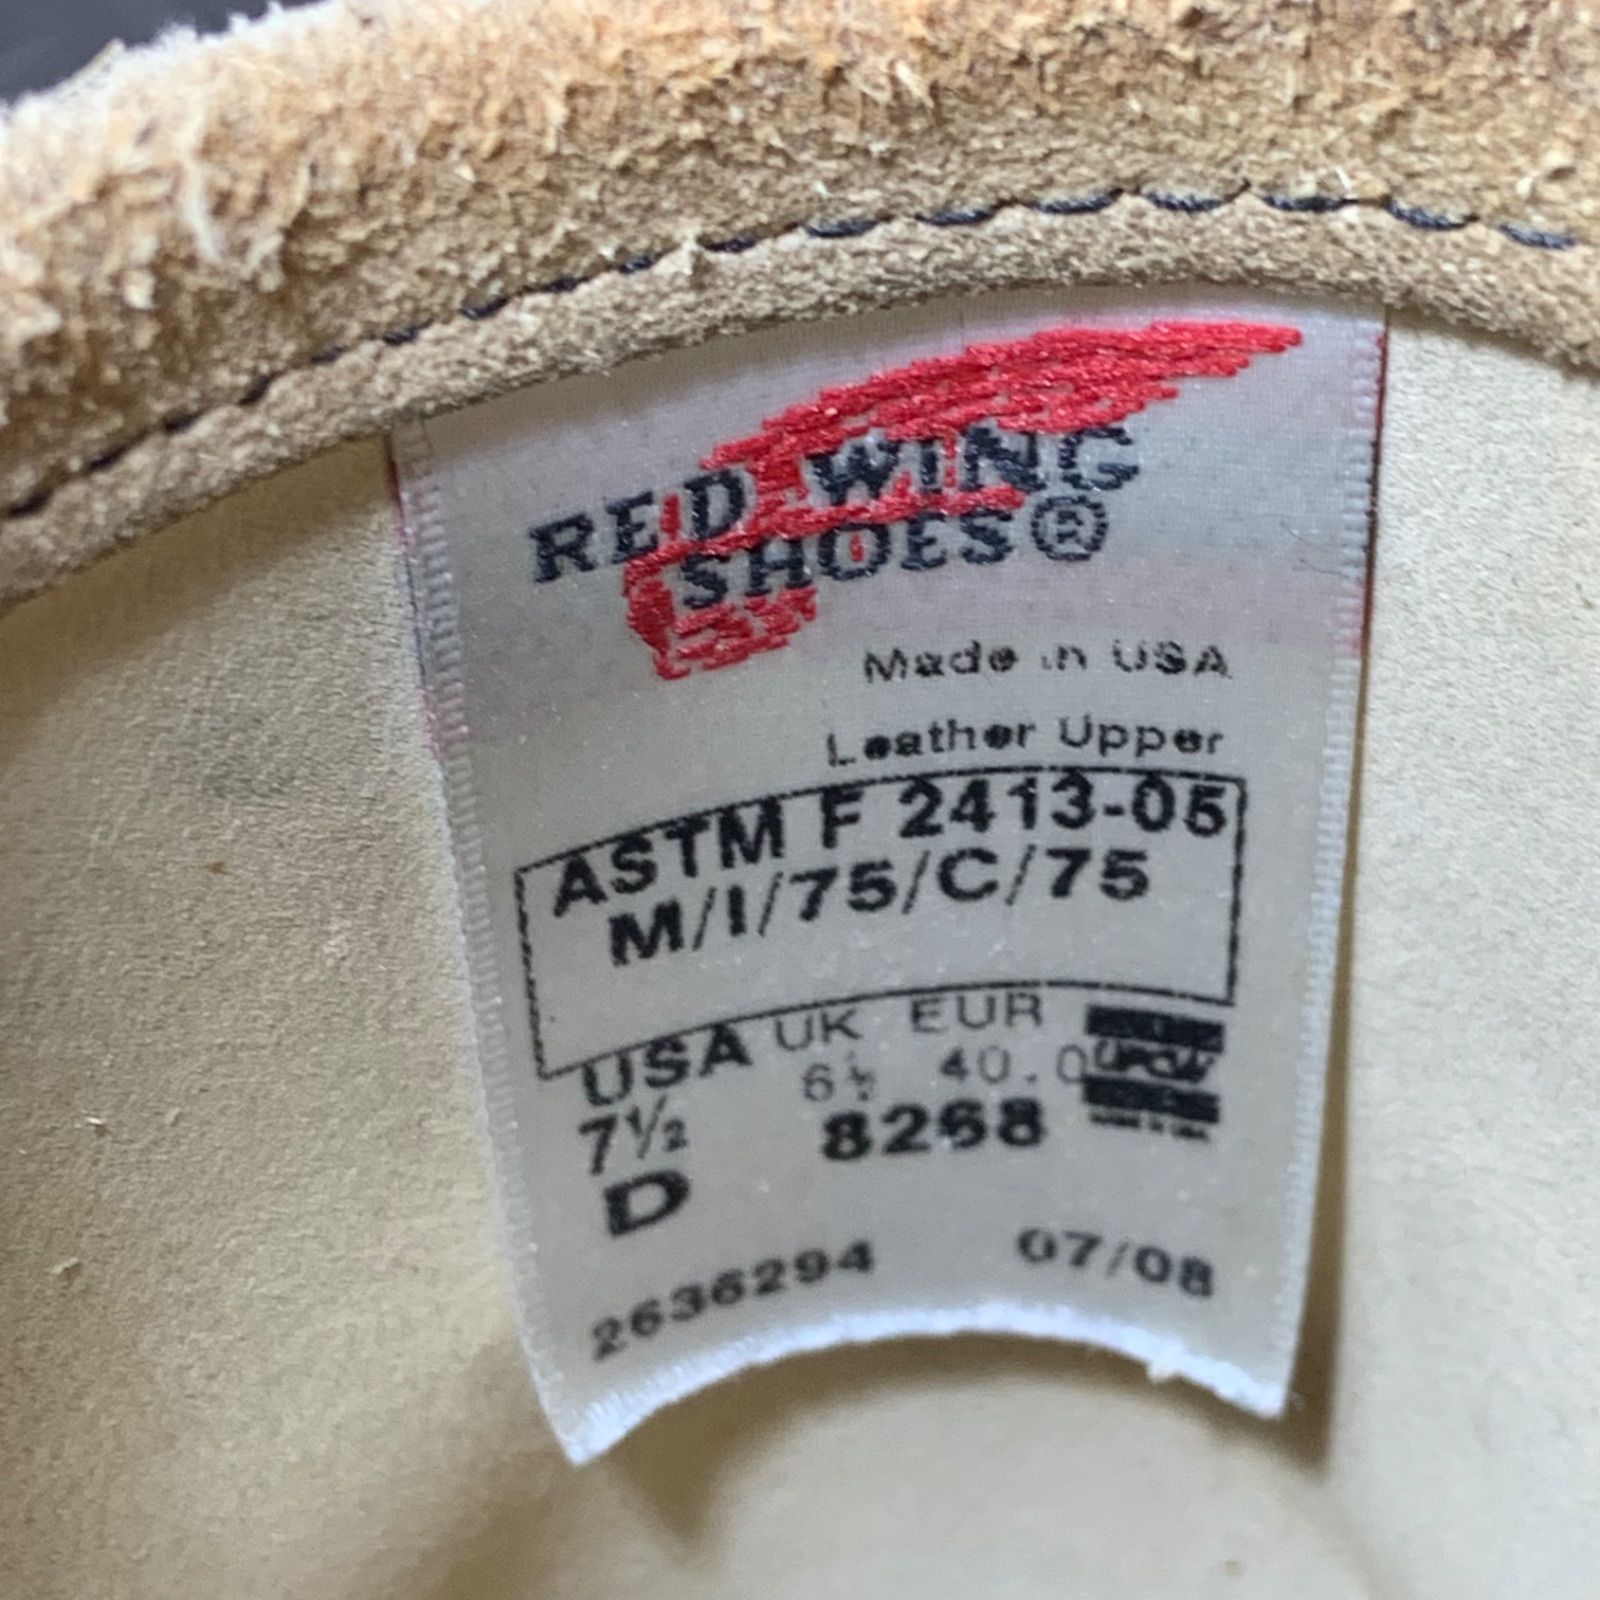 RED WING
SHOES®
Made in USA
Leather Upper
ASTM F 2413-05
M/I/75/C/75
USA UK EUR
7½ 6½ 40.0
D 8268
2636294 07/08